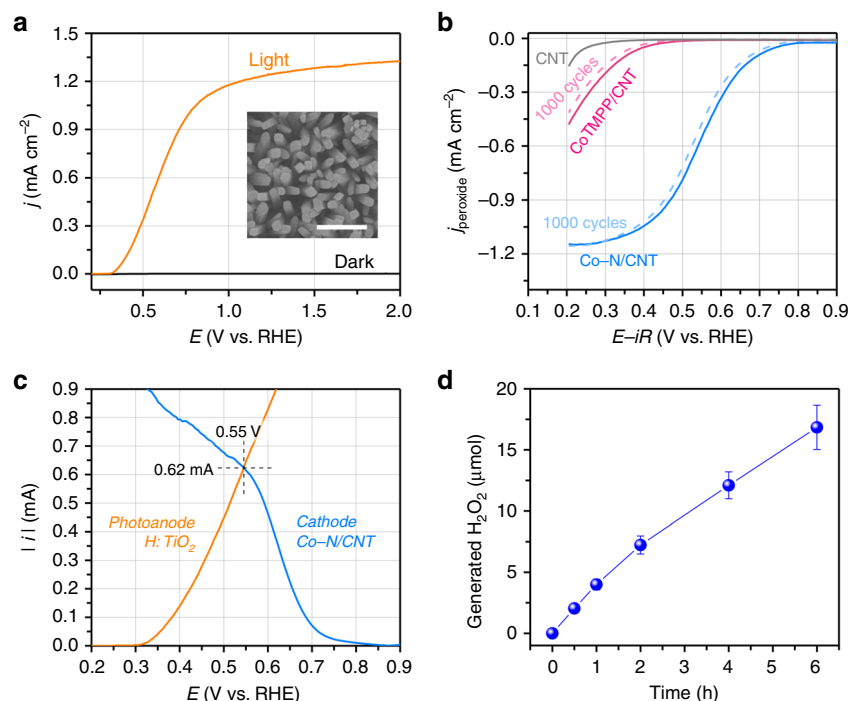 a
1.5
1.2
0.9
0.6
0.3
0.0
j (mA cm⁻²)
Light
Dark
0.5
1.0
1.5
2.0
E (V vs. RHE)
b
0.0
−0.3
−0.6
−0.9
−1.2
j peroxide (mA cm⁻²)
CNT
1000 cycles
CoTMPP/CNT
1000 cycles
Co–N/CNT
0.1
0.2
0.3
0.4
0.5
0.6
0.7
0.8
0.9
E–iR (V vs. RHE)
c
0.9
0.8
0.7
0.6
0.5
0.4
0.3
0.2
0.1
0.0
| i | (mA)
0.55 V
0.62 mA
Photoanode
H: TiO₂
Cathode
Co–N/CNT
0.2
0.3
0.4
0.5
0.6
0.7
0.8
0.9
E (V vs. RHE)
d
20
15
10
5
0
Generated H₂O₂ (µmol)
0
1
2
3
4
5
6
Time (h)